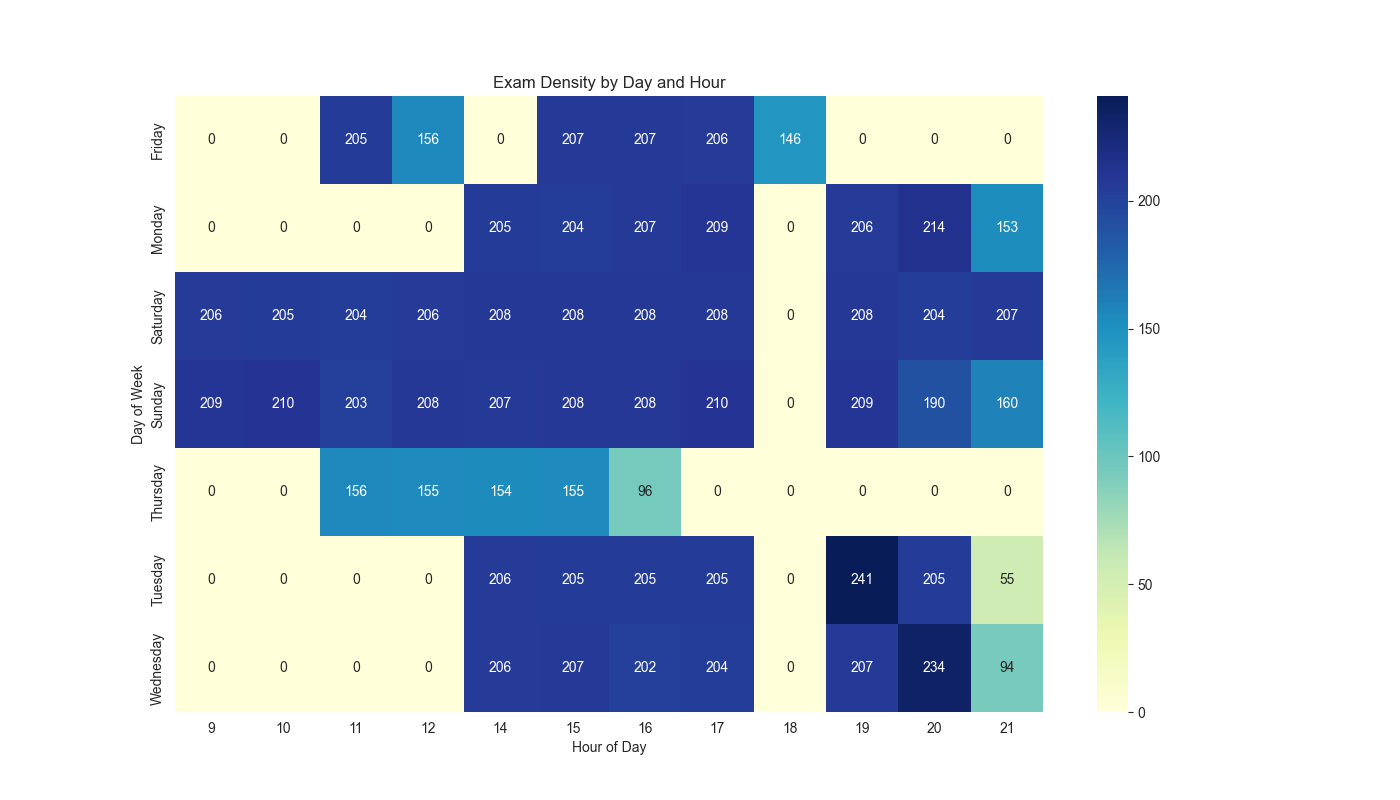 Exam Density by Day and Hour
Friday 0 0 205 156 0 207 207 206 146 0 0 0
Monday 0 0 0 0 205 204 207 209 0 206 214 153
Saturday 206 205 204 206 208 208 208 208 0 208 204 207
Sunday 209 210 203 208 207 208 208 210 0 209 190 160
Thursday 0 0 156 155 154 155 96 0 0 0 0 0
Tuesday 0 0 0 0 206 205 205 205 0 241 205 55
Wednesday 0 0 0 0 206 207 202 204 0 207 234 94
9 10 11 12 14 15 16 17 18 19 20 21
Hour of Day
Day of Week
200
150
100
50
0